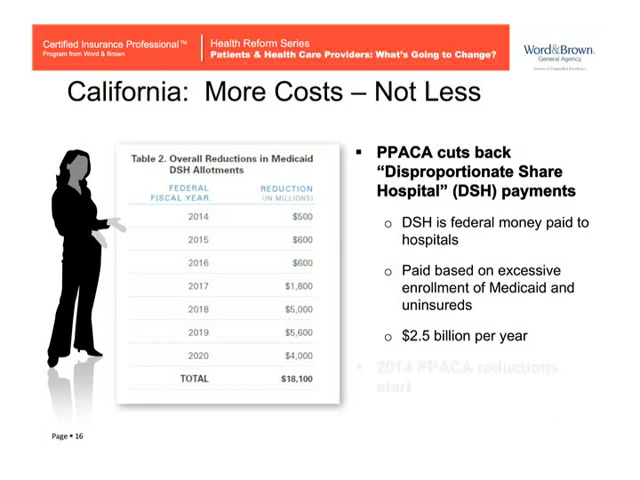 Certified Insurance Professional™
Program from Word & Brown
Health Reform Series
Patients & Health Care Providers: What's Going to Change?
Word&Brown.
General Agency
Service of Unequalled Excellence
California: More Costs – Not Less
Table 2. Overall Reductions in Medicaid
DSH Allotments
FEDERAL
FISCAL YEAR
REDUCTION
(IN MILLIONS)
2014 $500
2015 $600
2016 $600
2017 $1,800
2018 $5,000
2019 $5,600
2020 $4,000
TOTAL $18,100
▪ PPACA cuts back
“Disproportionate Share
Hospital” (DSH) payments
o DSH is federal money paid to
hospitals
o Paid based on excessive
enrollment of Medicaid and
uninsureds
o $2.5 billion per year
▪ 2014 PPACA reductions
start
Page ▪ 16